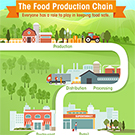 The Food Production Chain
Everyone has a role to play in keeping food safe
Production
Distribution
Processing